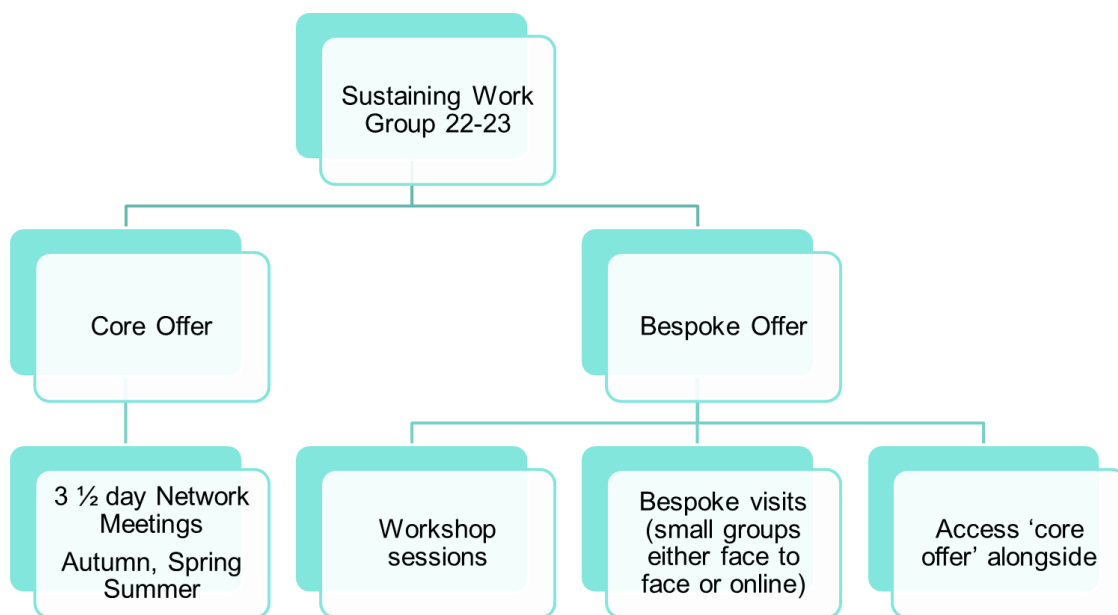 Sustaining Work
Group 22-23
Core Offer
Bespoke Offer
3 ½ day Network
Meetings
Autumn, Spring
Summer
Workshop
sessions
Bespoke visits
(small groups
either face to
face or online)
Access ‘core
offer’ alongside